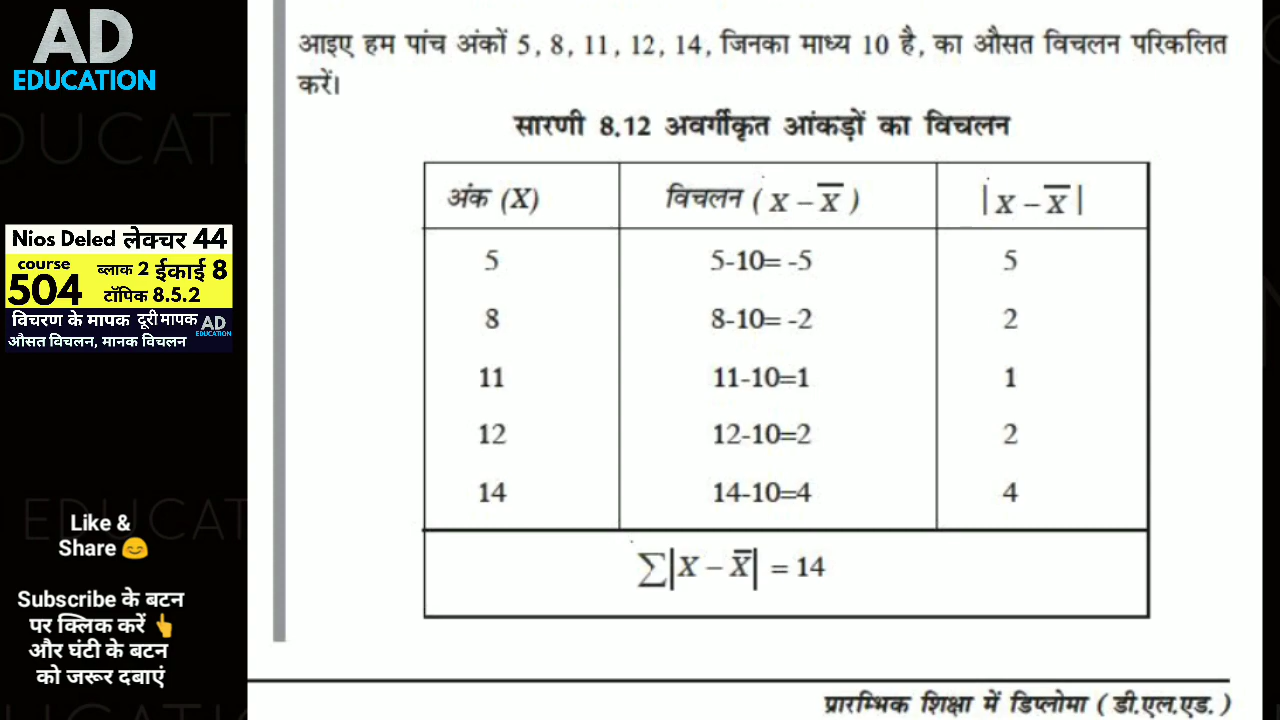 AD
EDUCATION
आइए हम पांच अंकों 5, 8, 11, 12, 14, जिनका माध्य 10 है, का औसत विचलन परिकलित
करें।
सारणी 8.12 अवर्गीकृत आंकड़ों का विचलन
अंक (X) विचलन ( X – X̅ ) | X – X̅ |
5 5-10= -5 5
8 8-10= -2 2
11 11-10=1 1
12 12-10=2 2
14 14-10=4 4
∑|X – X̅| = 14
प्रारम्भिक शिक्षा में डिप्लोमा ( डी.एल.एड. )
Nios Deled लेक्चर 44
course
504
ब्लाक 2 ईकाई 8
टॉपिक 8.5.2
विचरण के मापक दूरी मापक
औसत विचलन, मानक विचलन
AD
EDUCATION
Like &
Share 😊
Subscribe के बटन
पर क्लिक करें 👆
और घंटी के बटन
को जरूर दबाएं
DUCATI
EDUCAT